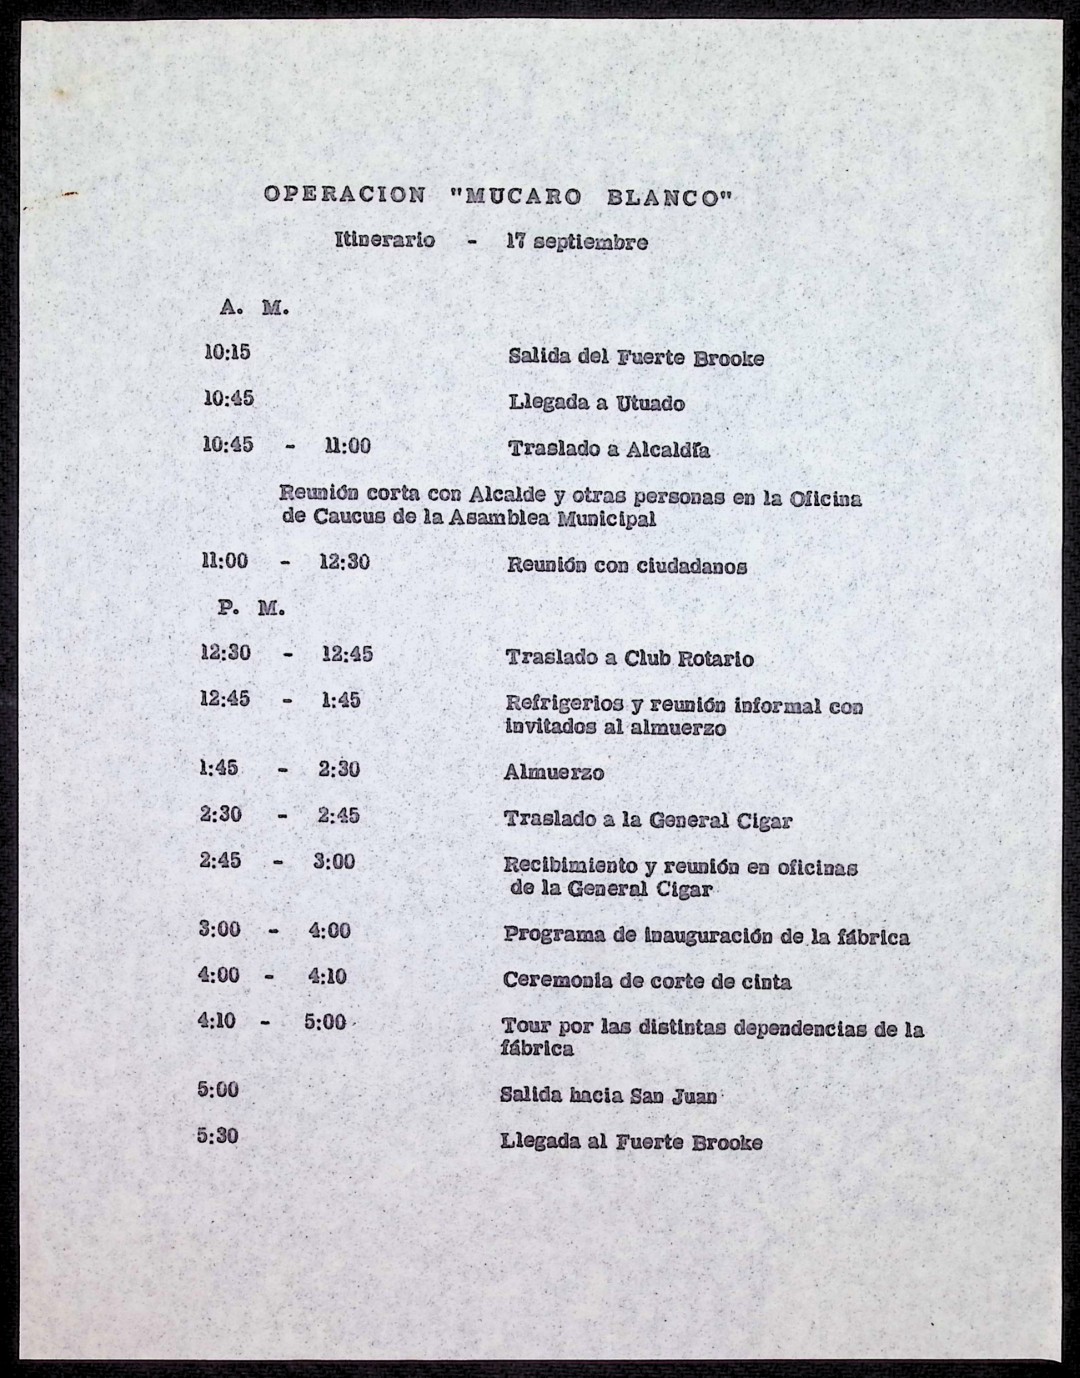 OPERACION "MUCARO BLANCO"
Itinerario - 17 septiembre
A. M.
10:15 Salida del Fuerte Brooke
10:45 Llegada a Utuado
10:45 - 11:00 Traslado a Alcaldía
Reunión corta con Alcalde y otras personas en la Oficina
de Caucus de la Asamblea Municipal
11:00 - 12:30 Reunión con ciudadanos
P. M.
12:30 - 12:45 Traslado a Club Rotario
12:45 - 1:45 Refrigerios y reunión informal con
invitados al almuerzo
1:45 - 2:30 Almuerzo
2:30 - 2:45 Traslado a la General Cigar
2:45 - 3:00 Recibimiento y reunión en oficinas
de la General Cigar
3:00 - 4:00 Programa de inauguración de la fábrica
4:00 - 4:10 Ceremonia de corte de cinta
4:10 - 5:00 Tour por las distintas dependencias de la
fábrica
5:00 Salida hacia San Juan
5:30 Llegada al Fuerte Brooke